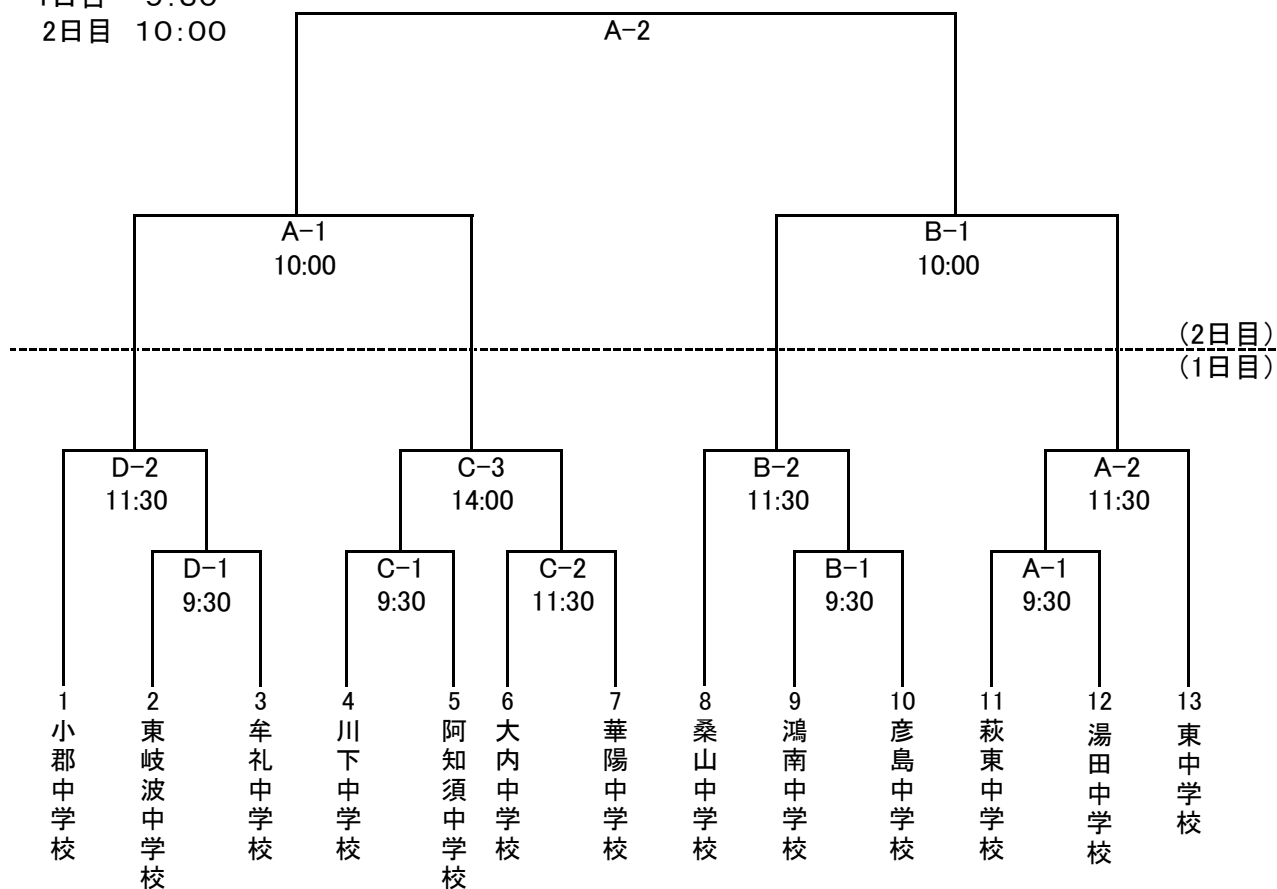 2日目 10:00
A-2
A-1
10:00
B-1
10:00
(2日目)
(1日目)
D-2
11:30
C-3
14:00
B-2
11:30
A-2
11:30
D-1
9:30
C-1
9:30
C-2
11:30
B-1
9:30
A-1
9:30
1
小郡中学校
2
東岐波中学校
3
牟礼中学校
4
川下中学校
5
阿知須中学校
6
大内中学校
7
華陽中学校
8
桑山中学校
9
鴻南中学校
10
彦島中学校
11
萩東中学校
12
湯田中学校
13
東中学校